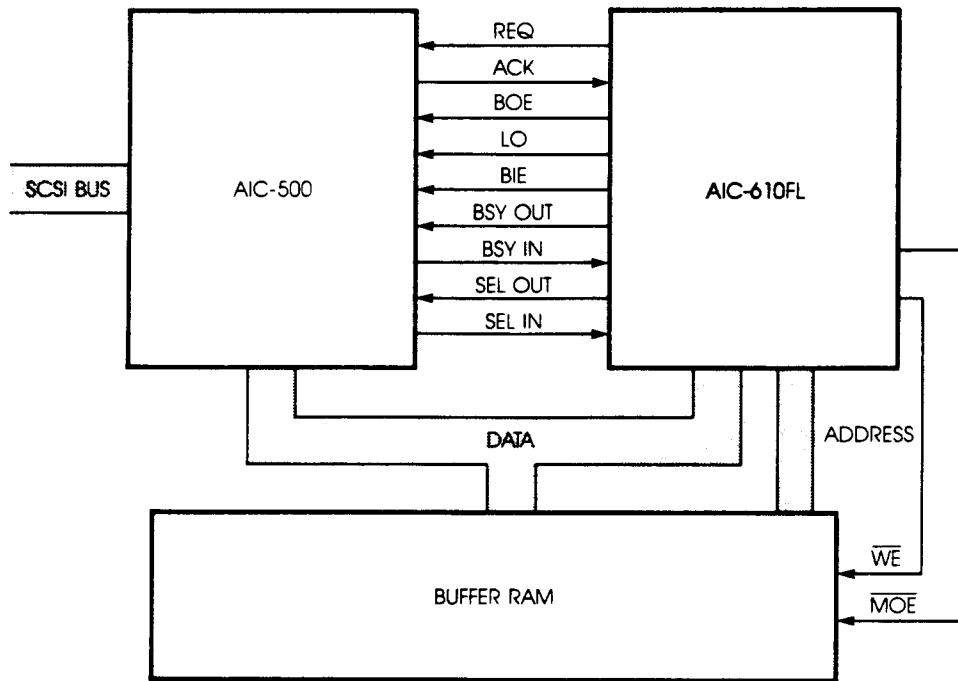 REQ
ACK
BOE
LO
BIE
BSY OUT
BSY IN
SEL OUT
SEL IN
SCSI BUS
AIC-500
AIC-610FL
DATA
ADDRESS
WE
MOE
BUFFER RAM